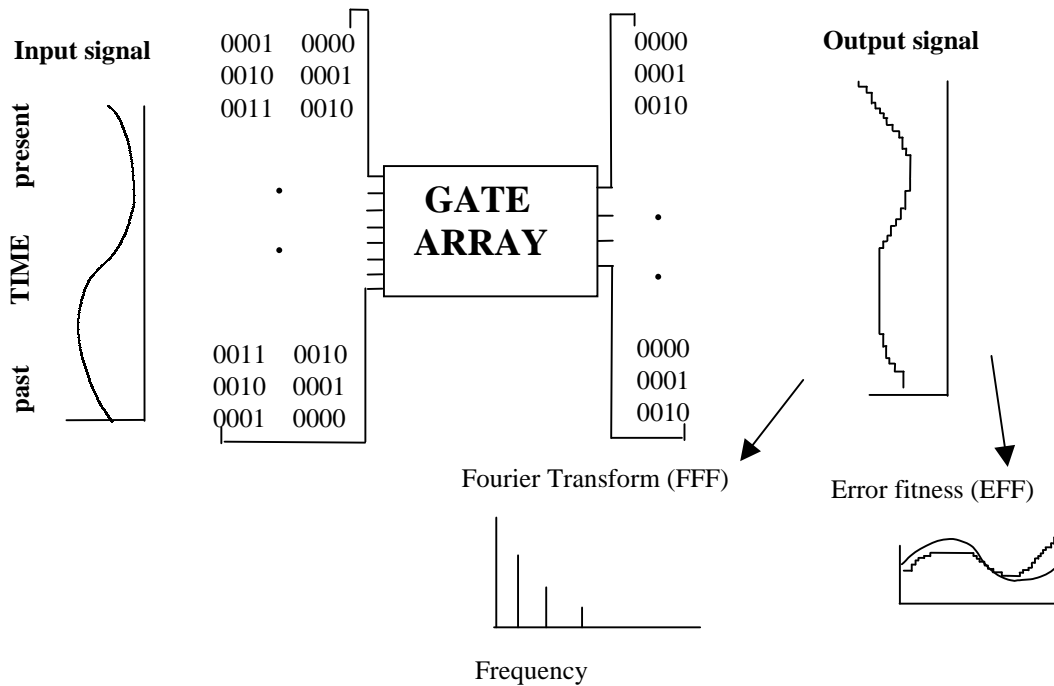 Input signal
present
TIME
past
0001 0000
0010 0001
0011 0010
0011 0010
0010 0001
0001 0000
GATE
ARRAY
0000
0001
0010
0000
0001
0010
Output signal
Fourier Transform (FFF)
Frequency
Error fitness (EFF)